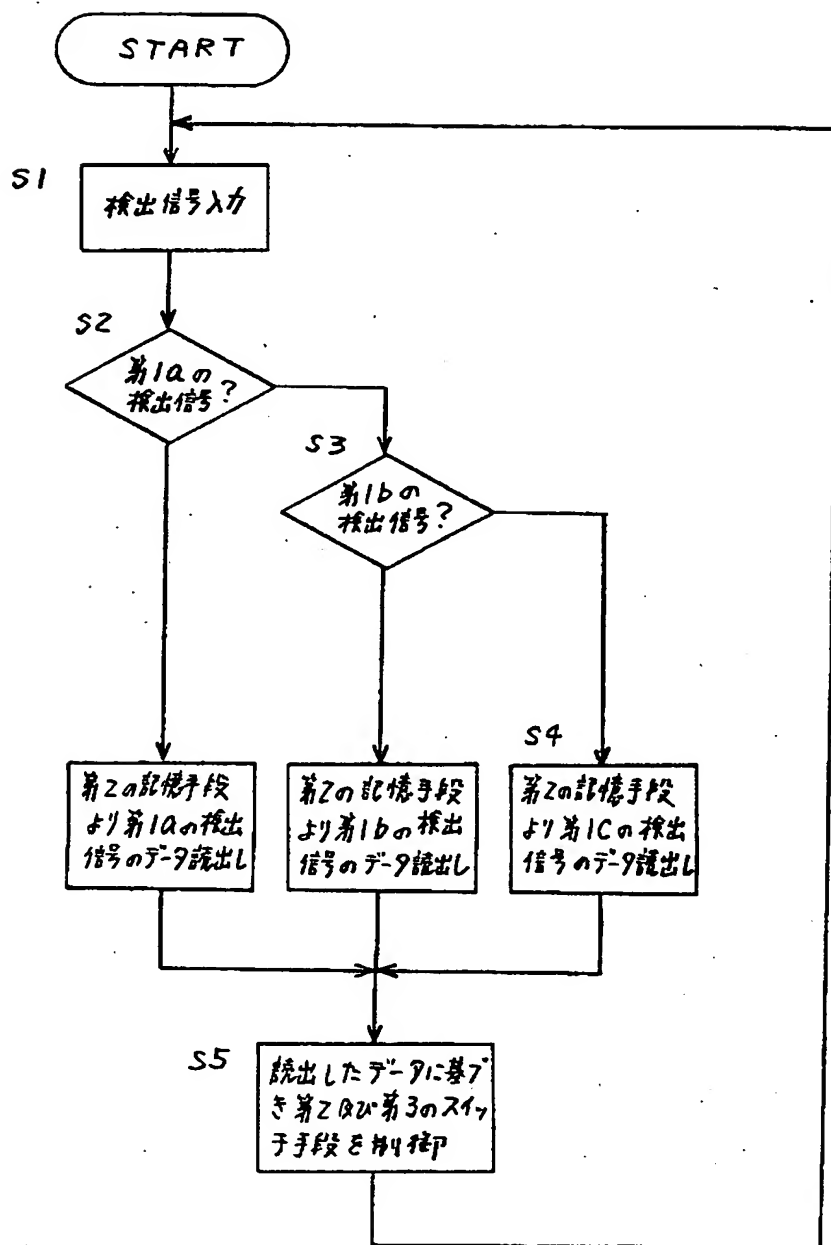 START
S1
検出信号入力
S2
第1aの
検出信号?
S3
第1bの
検出信号?
S4
第2の記憶手段
より第1aの検出
信号のデータ読出し
第2の記憶手段
より第1bの検出
信号のデータ読出し
第2の記憶手段
より第1cの検出
信号のデータ読出し
S5
読出したデータに基づ
き第2及び第3のスイッ
チ手段を制御